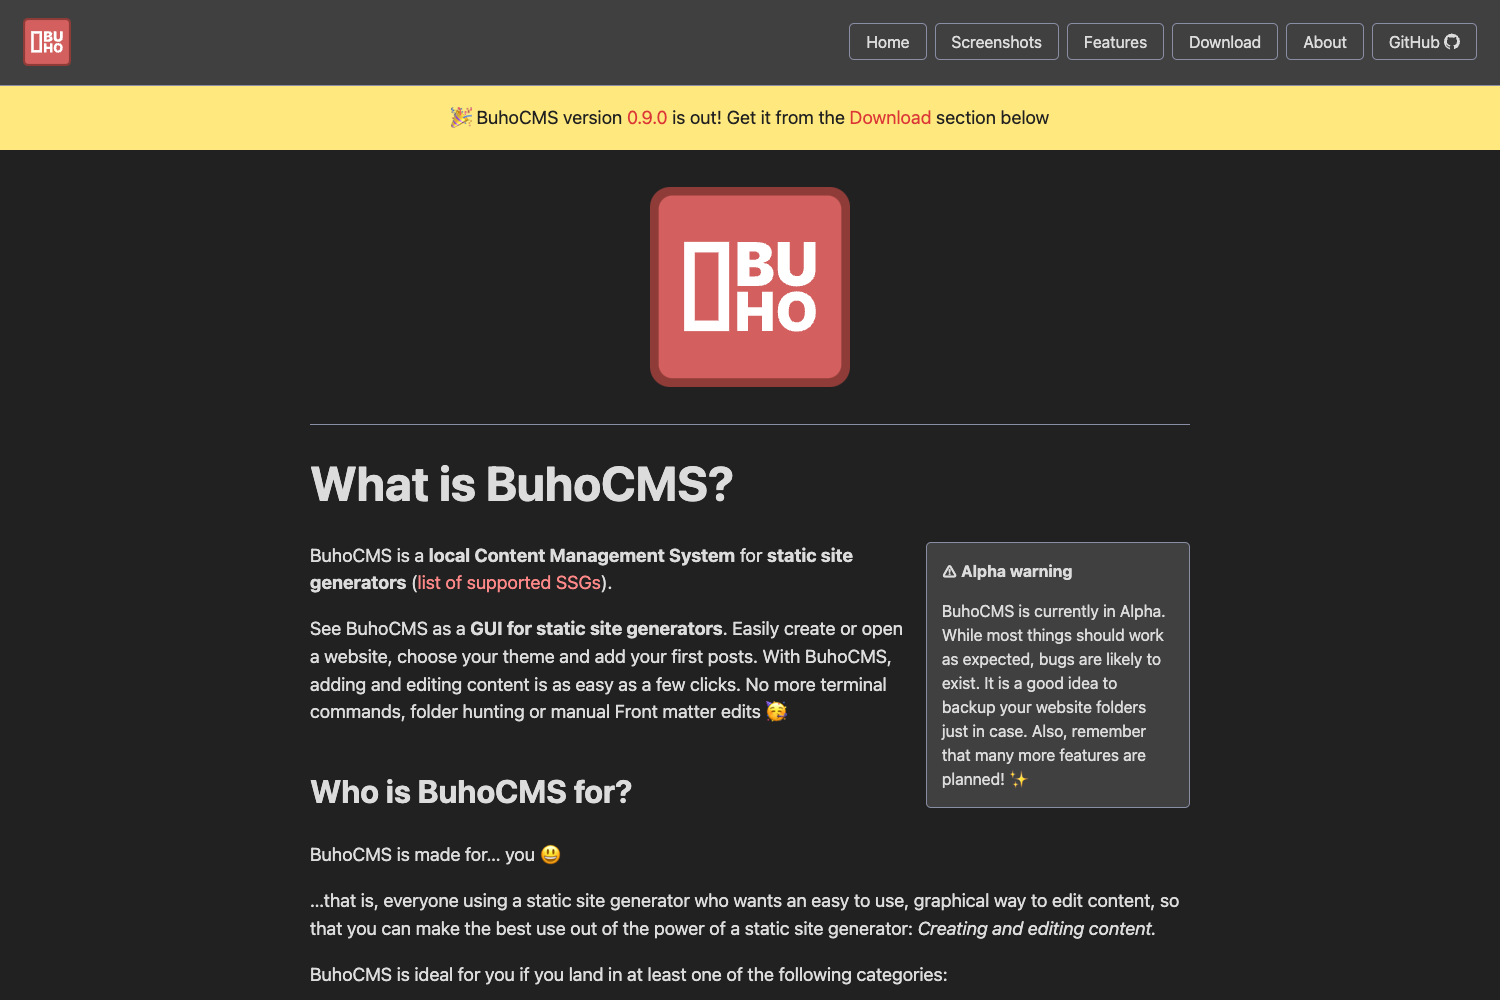 BU
HO
Home
Screenshots
Features
Download
About
GitHub
🎉 BuhoCMS version 0.9.0 is out! Get it from the Download section below
BU
HO
What is BuhoCMS?
BuhoCMS is a local Content Management System for static site
generators (list of supported SSGs).
See BuhoCMS as a GUI for static site generators. Easily create or open
a website, choose your theme and add your first posts. With BuhoCMS,
adding and editing content is as easy as a few clicks. No more terminal
commands, folder hunting or manual Front matter edits 🥳
⚠ Alpha warning
BuhoCMS is currently in Alpha.
While most things should work
as expected, bugs are likely to
exist. It is a good idea to
backup your website folders
just in case. Also, remember
that many more features are
planned! ✨
Who is BuhoCMS for?
BuhoCMS is made for... you 😃
...that is, everyone using a static site generator who wants an easy to use, graphical way to edit content, so
that you can make the best use out of the power of a static site generator: Creating and editing content.
BuhoCMS is ideal for you if you land in at least one of the following categories: